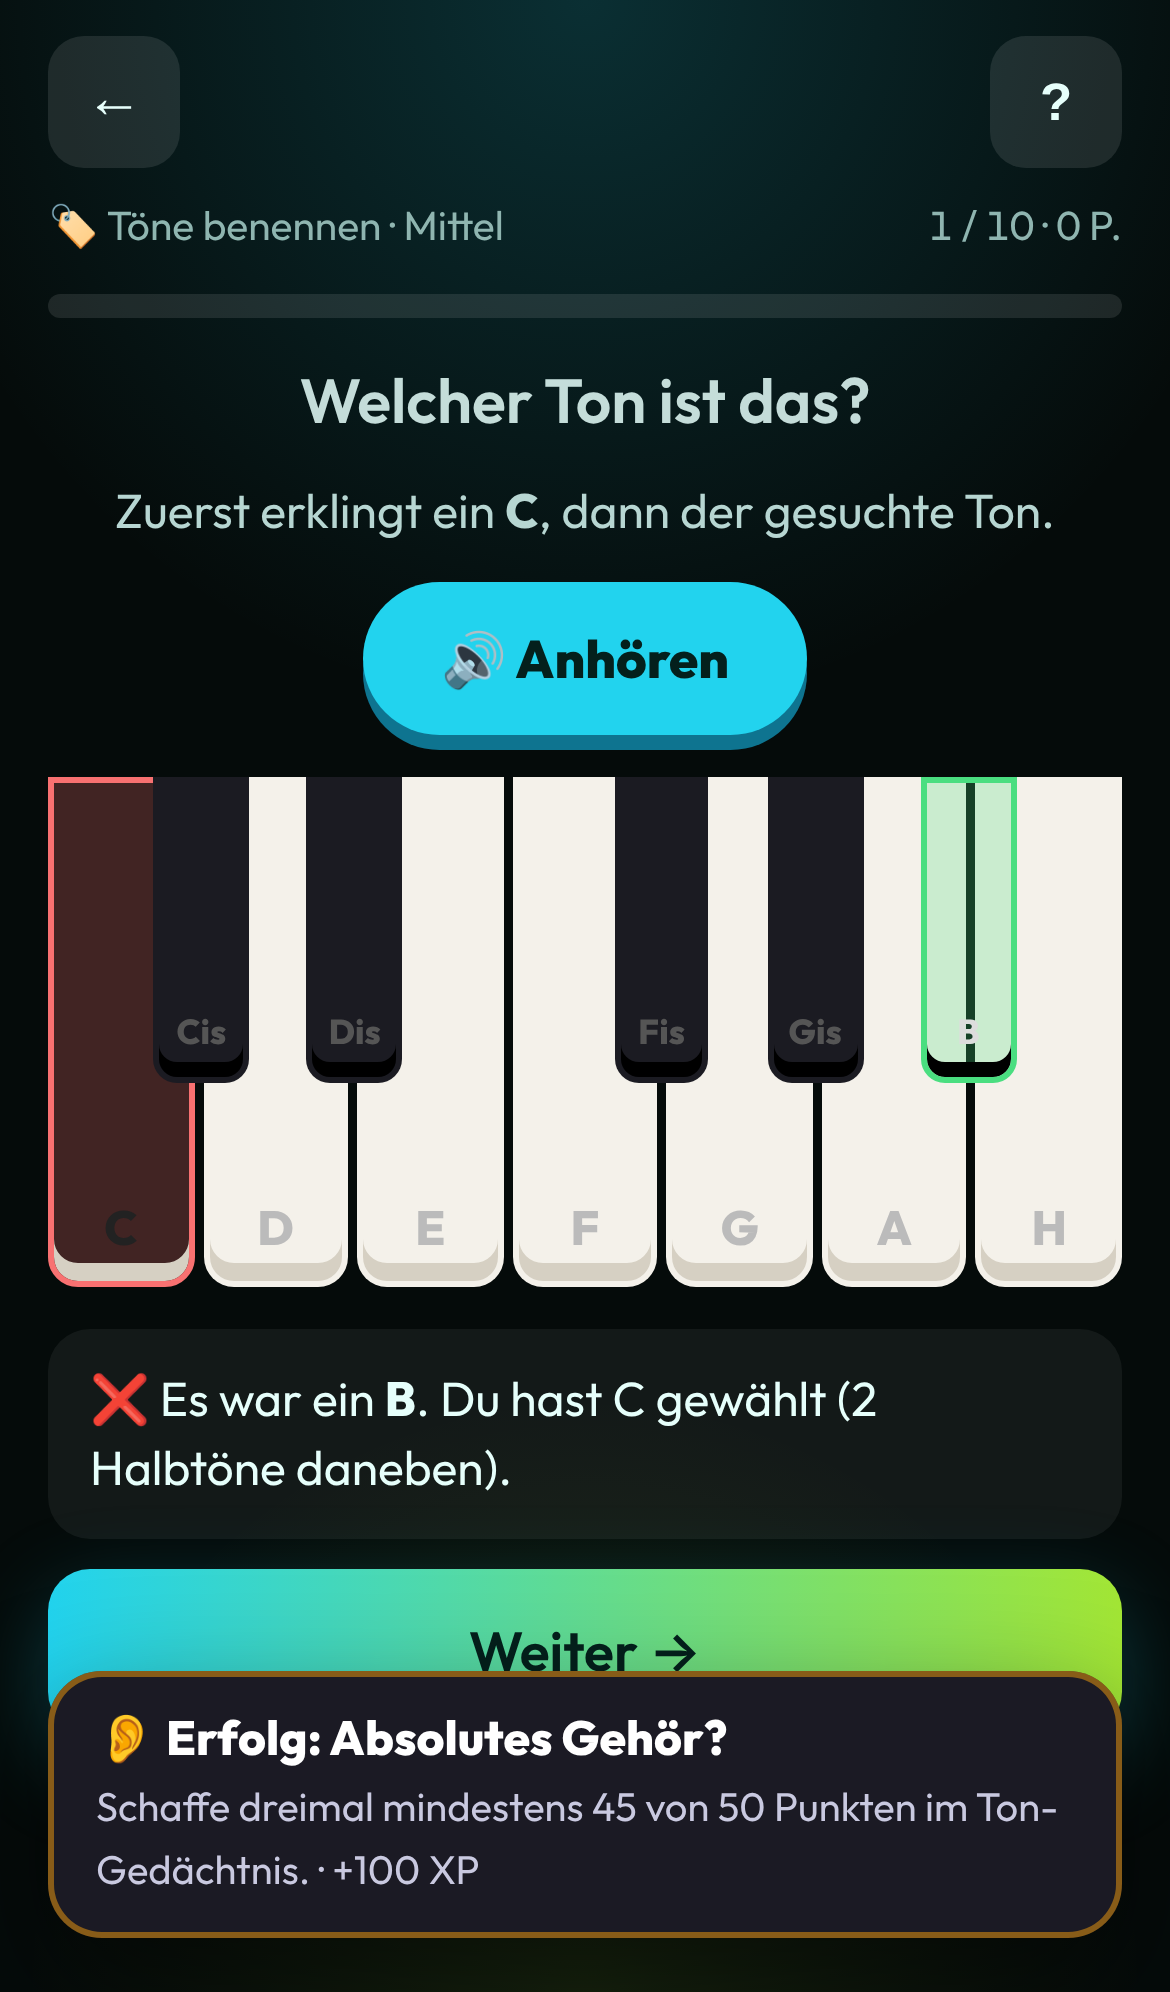 ←
?
🏷️ Töne benennen · Mittel
1 / 10 · 0 P.
Welcher Ton ist das?
Zuerst erklingt ein C, dann der gesuchte Ton.
🔊 Anhören
Cis Dis Fis Gis B
C D E F G A H
❌ Es war ein B. Du hast C gewählt (2
Halbtöne daneben).
Weiter →
👂 Erfolg: Absolutes Gehör?
Schaffe dreimal mindestens 45 von 50 Punkten im Ton-
Gedächtnis. · +100 XP